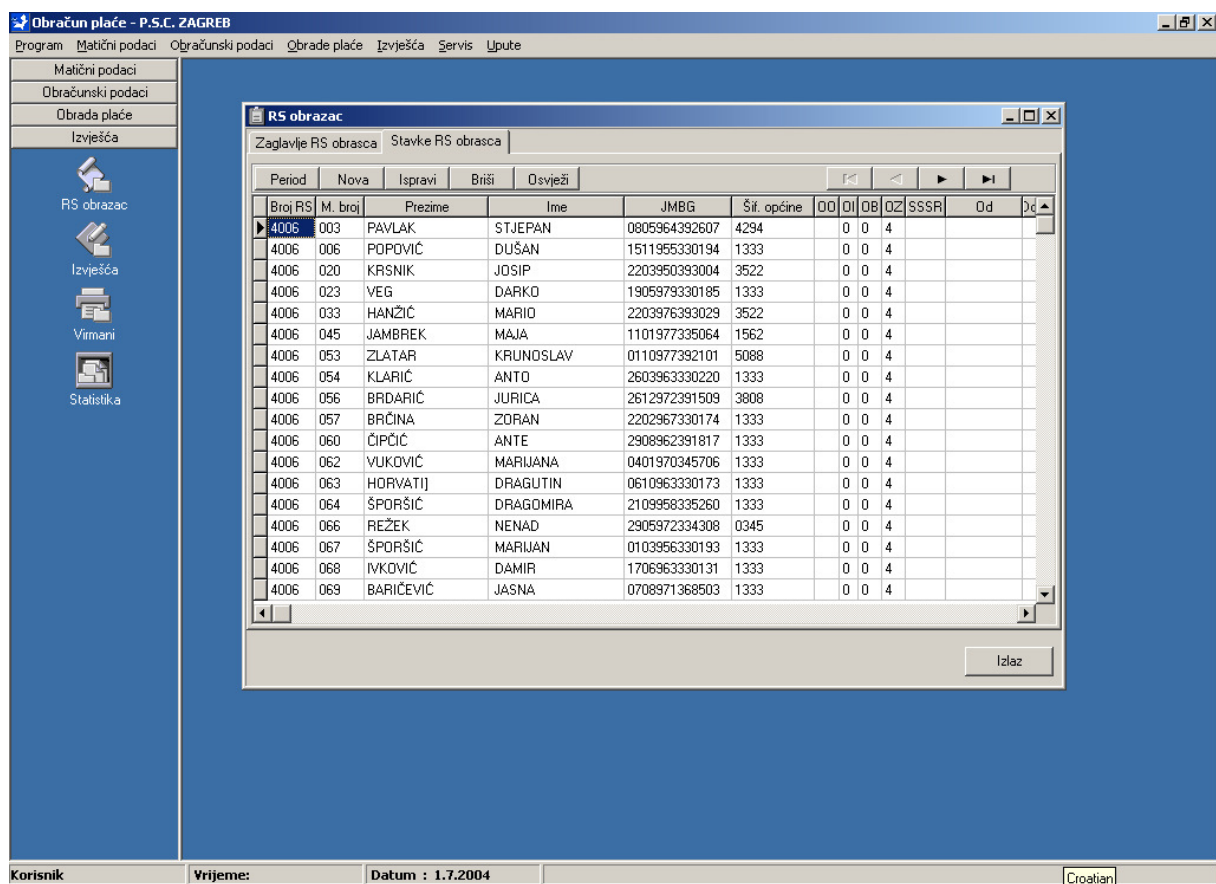 Obračun plaće - P.S.C. ZAGREB
Program Matični podaci Obračunski podaci Obrade plaće Izvješća Servis Upute
Matični podaci
Obračunski podaci
Obrada plaće
Izvješća
RS obrazac
Izvješća
Virmani
Statistika
RS obrazac
Zaglavlje RS obrasca Stavke RS obrasca
Period Nova Ispravi Briši Osvježi
Broj RS M. broj Prezime Ime JMBG Šif. općine OO OI OB OZ SSSR Od
4006 003 PAVLAK STJEPAN 0805964392607 4294 0 0 4
4006 006 POPOVIĆ DUŠAN 1511955330194 1333 0 0 4
4006 020 KRSNIK JOSIP 2203950393004 3522 0 0 4
4006 023 VEG DARKO 1905979330185 1333 0 0 4
4006 033 HANŽIĆ MARIO 2203976393029 3522 0 0 4
4006 045 JAMBREK MAJA 1101977335064 1562 0 0 4
4006 053 ZLATAR KRUNOSLAV 0110977392101 5088 0 0 4
4006 054 KLARIĆ ANTO 2603963330220 1333 0 0 4
4006 056 BRDARIĆ JURICA 2612972391509 3808 0 0 4
4006 057 BRČINA ZORAN 2202967330174 1333 0 0 4
4006 060 ČIPČIĆ ANTE 2908962391817 1333 0 0 4
4006 062 VUKOVIĆ MARIJANA 0401970345706 1333 0 0 4
4006 063 HORVATI] DRAGUTIN 0610963330173 1333 0 0 4
4006 064 ŠPORŠIĆ DRAGOMIRA 2109958335260 1333 0 0 4
4006 066 REŽEK NENAD 2905972334308 0345 0 0 4
4006 067 ŠPORŠIĆ MARIJAN 0103956330193 1333 0 0 4
4006 068 IVKOVIĆ DAMIR 1706963330131 1333 0 0 4
4006 069 BARIČEVIĆ JASNA 0708971368503 1333 0 0 4
Izlaz
Korisnik Vrijeme: Datum : 1.7.2004
Croatian